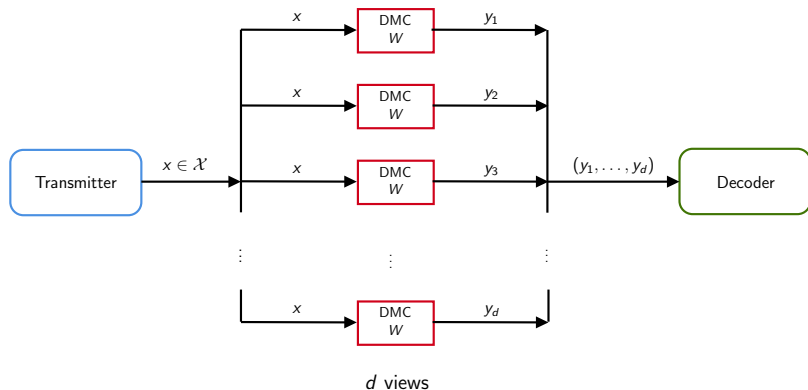 x
DMC
W
y₁
x
DMC
W
y₂
Transmitter
x ∈ 𝒳
x
DMC
W
y₃
(y₁, . . . , y_d)
Decoder
⋮
⋮
⋮
x
DMC
W
y_d
d views